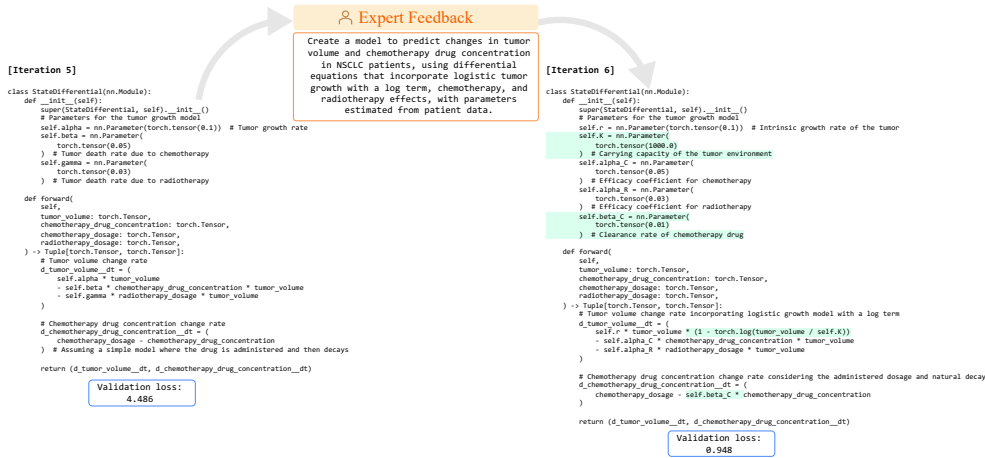 Expert Feedback
Create a model to predict changes in tumor
volume and chemotherapy drug concentration
in NSCLC patients, using differential
equations that incorporate logistic tumor
growth with a log term, chemotherapy, and
radiotherapy effects, with parameters
estimated from patient data.
[Iteration 5]
class StateDifferential(nn.Module):
def __init__(self):
super(StateDifferential, self).__init__()
# Parameters for the tumor growth model
self.alpha = nn.Parameter(torch.tensor(0.1))  # Tumor growth rate
self.beta = nn.Parameter(
torch.tensor(0.05)
)  # Tumor death rate due to chemotherapy
self.gamma = nn.Parameter(
torch.tensor(0.03)
)  # Tumor death rate due to radiotherapy
def forward(
self,
tumor_volume: torch.Tensor,
chemotherapy_drug_concentration: torch.Tensor,
chemotherapy_dosage: torch.Tensor,
radiotherapy_dosage: torch.Tensor,
) -> Tuple[torch.Tensor, torch.Tensor]:
# Tumor volume change rate
d_tumor_volume__dt = (
self.alpha * tumor_volume
- self.beta * chemotherapy_drug_concentration * tumor_volume
- self.gamma * radiotherapy_dosage * tumor_volume
)
# Chemotherapy drug concentration change rate
d_chemotherapy_drug_concentration__dt = (
chemotherapy_dosage - chemotherapy_drug_concentration
)  # Assuming a simple model where the drug is administered and then decays
return (d_tumor_volume__dt, d_chemotherapy_drug_concentration__dt)
Validation loss:
4.486
[Iteration 6]
class StateDifferential(nn.Module):
def __init__(self):
super(StateDifferential, self).__init__()
# Parameters for the tumor growth model
self.r = nn.Parameter(torch.tensor(0.1))  # Intrinsic growth rate of the tumor
self.K = nn.Parameter(
torch.tensor(1000.0)
)  # Carrying capacity of the tumor environment
self.alpha_C = nn.Parameter(
torch.tensor(0.05)
)  # Efficacy coefficient for chemotherapy
self.alpha_R = nn.Parameter(
torch.tensor(0.03)
)  # Efficacy coefficient for radiotherapy
self.beta_C = nn.Parameter(
torch.tensor(0.01)
)  # Clearance rate of chemotherapy drug
def forward(
self,
tumor_volume: torch.Tensor,
chemotherapy_drug_concentration: torch.Tensor,
chemotherapy_dosage: torch.Tensor,
radiotherapy_dosage: torch.Tensor,
) -> Tuple[torch.Tensor, torch.Tensor]:
# Tumor volume change rate incorporating logistic growth model with a log term
d_tumor_volume__dt = (
self.r * tumor_volume * (1 - torch.log(tumor_volume / self.K))
- self.alpha_C * chemotherapy_drug_concentration * tumor_volume
- self.alpha_R * radiotherapy_dosage * tumor_volume
)
# Chemotherapy drug concentration change rate considering the administered dosage and natural decay
d_chemotherapy_drug_concentration__dt = (
chemotherapy_dosage - self.beta_C * chemotherapy_drug_concentration
)
return (d_tumor_volume__dt, d_chemotherapy_drug_concentration__dt)
Validation loss:
0.948